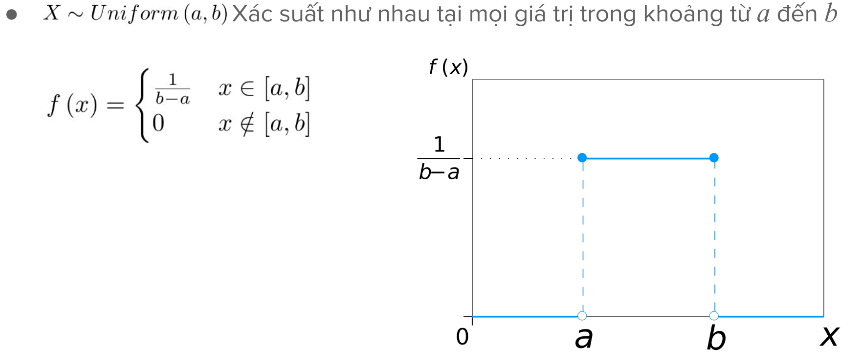 ● X ∼ Uniform (a, b) Xác suất như nhau tại mọi giá trị trong khoảng từ a đến b
f (x) = { 1/(b−a) x ∈ [a, b]
0 x ∉ [a, b]
f (x)
1
b−a
0 a b x